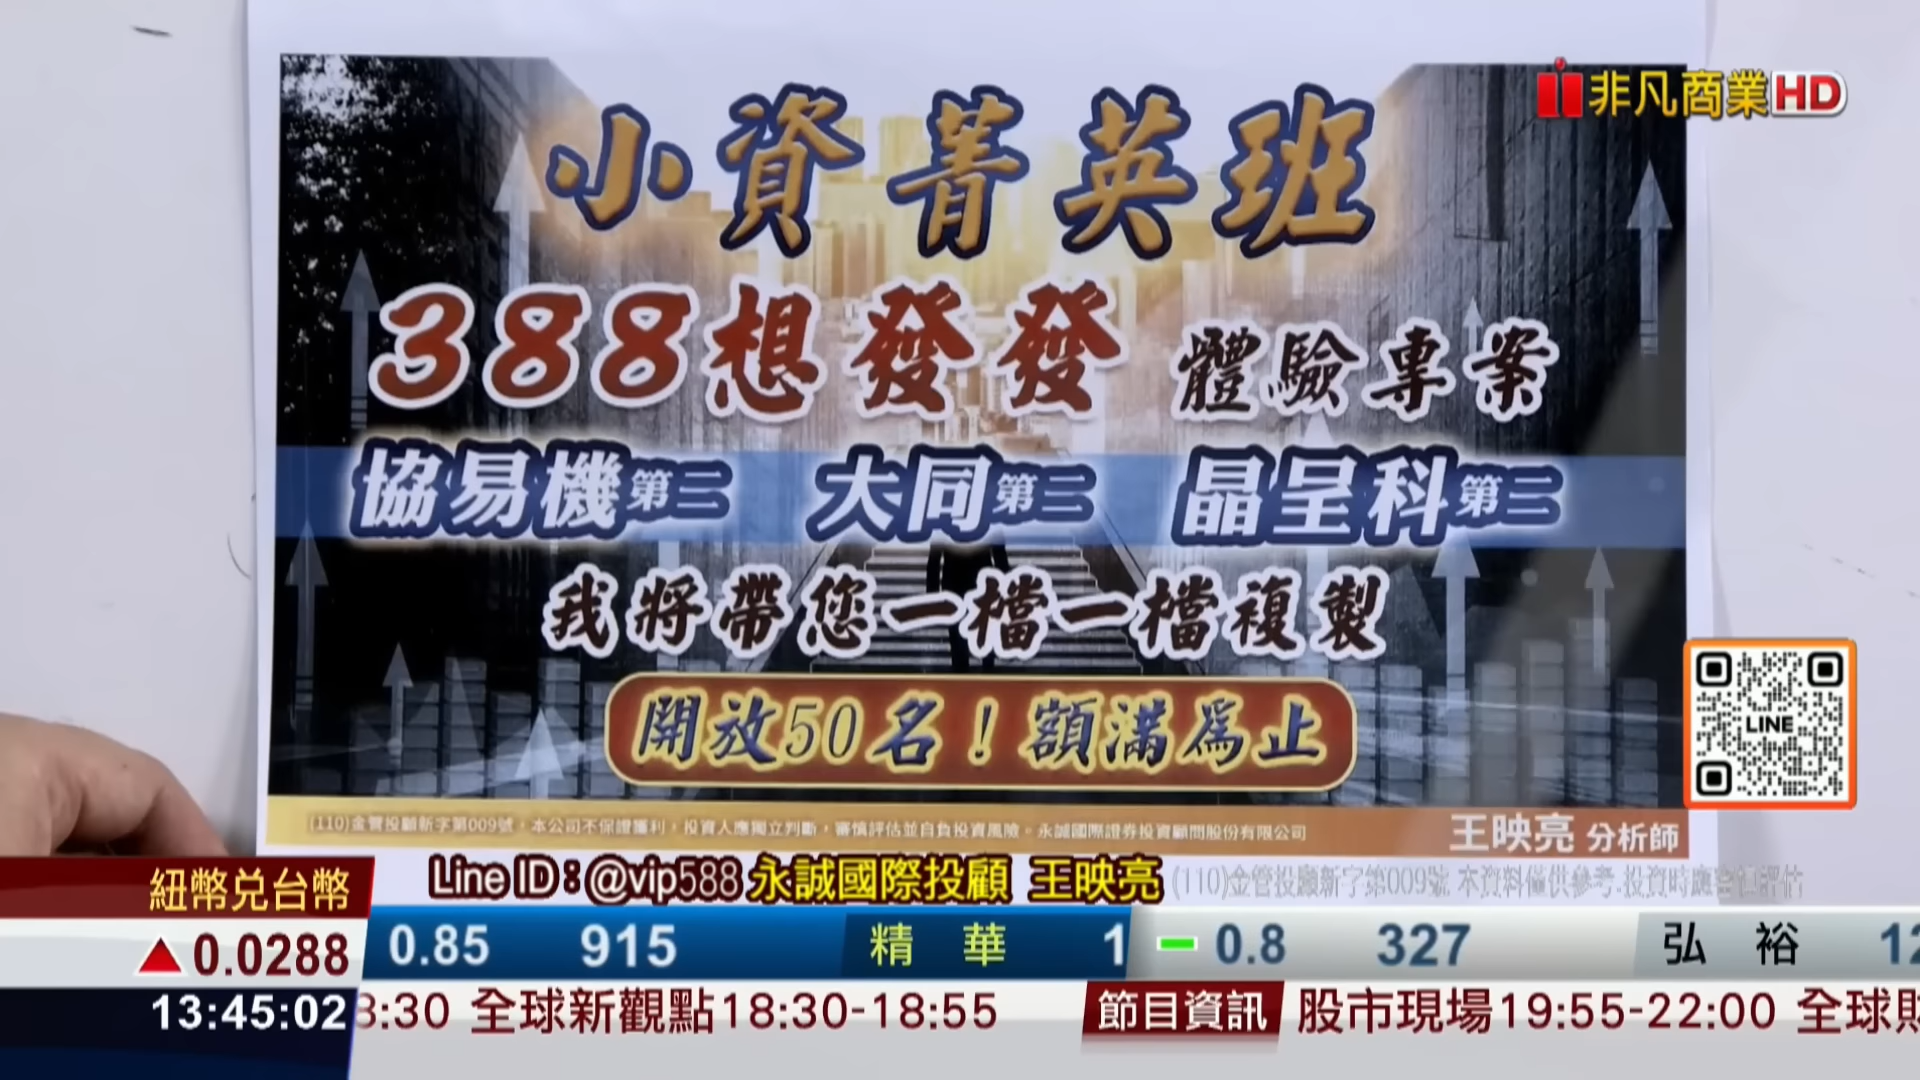 非凡商業HD
小資菁英班
388想發發 體驗專案
協易機第二 大同第二 晶呈科第二
我將帶您一檔一檔複製
開放50名！額滿為止
LINE
(110)金管投顧新字第009號，本公司不保證獲利，投資人應獨立判斷，審慎評估並自負投資風險。永誠國際證券投資顧問股份有限公司
王映亮 分析師
Line ID：@vip588 永誠國際投顧 王映亮
(110)金管投顧新字第009號 本資料僅供參考.投資時應審慎評估
紐幣兌台幣
▲0.0288
0.85 915 精華 1 0.8 327 弘裕 12
13:45:02
8:30 全球新觀點18:30-18:55 節目資訊 股市現場19:55-22:00 全球財